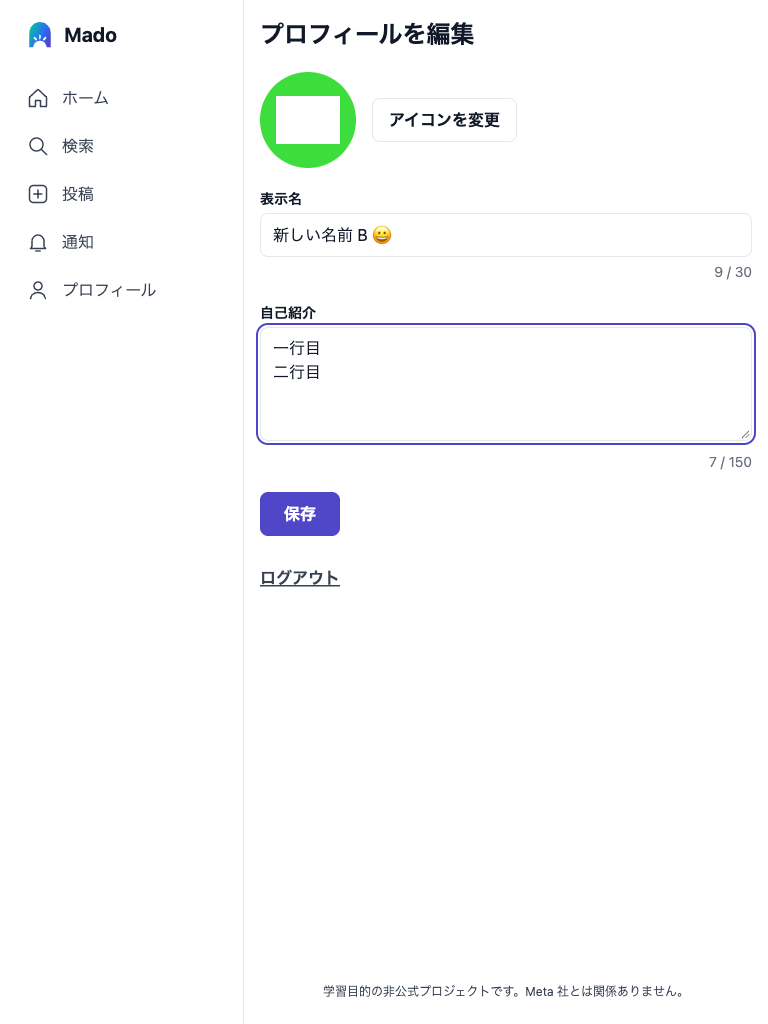 Mado
ホーム
検索
投稿
通知
プロフィール
プロフィールを編集
アイコンを変更
表示名
新しい名前 B 😀
9 / 30
自己紹介
一行目
二行目
7 / 150
保存
ログアウト
学習目的の非公式プロジェクトです。Meta 社とは関係ありません。